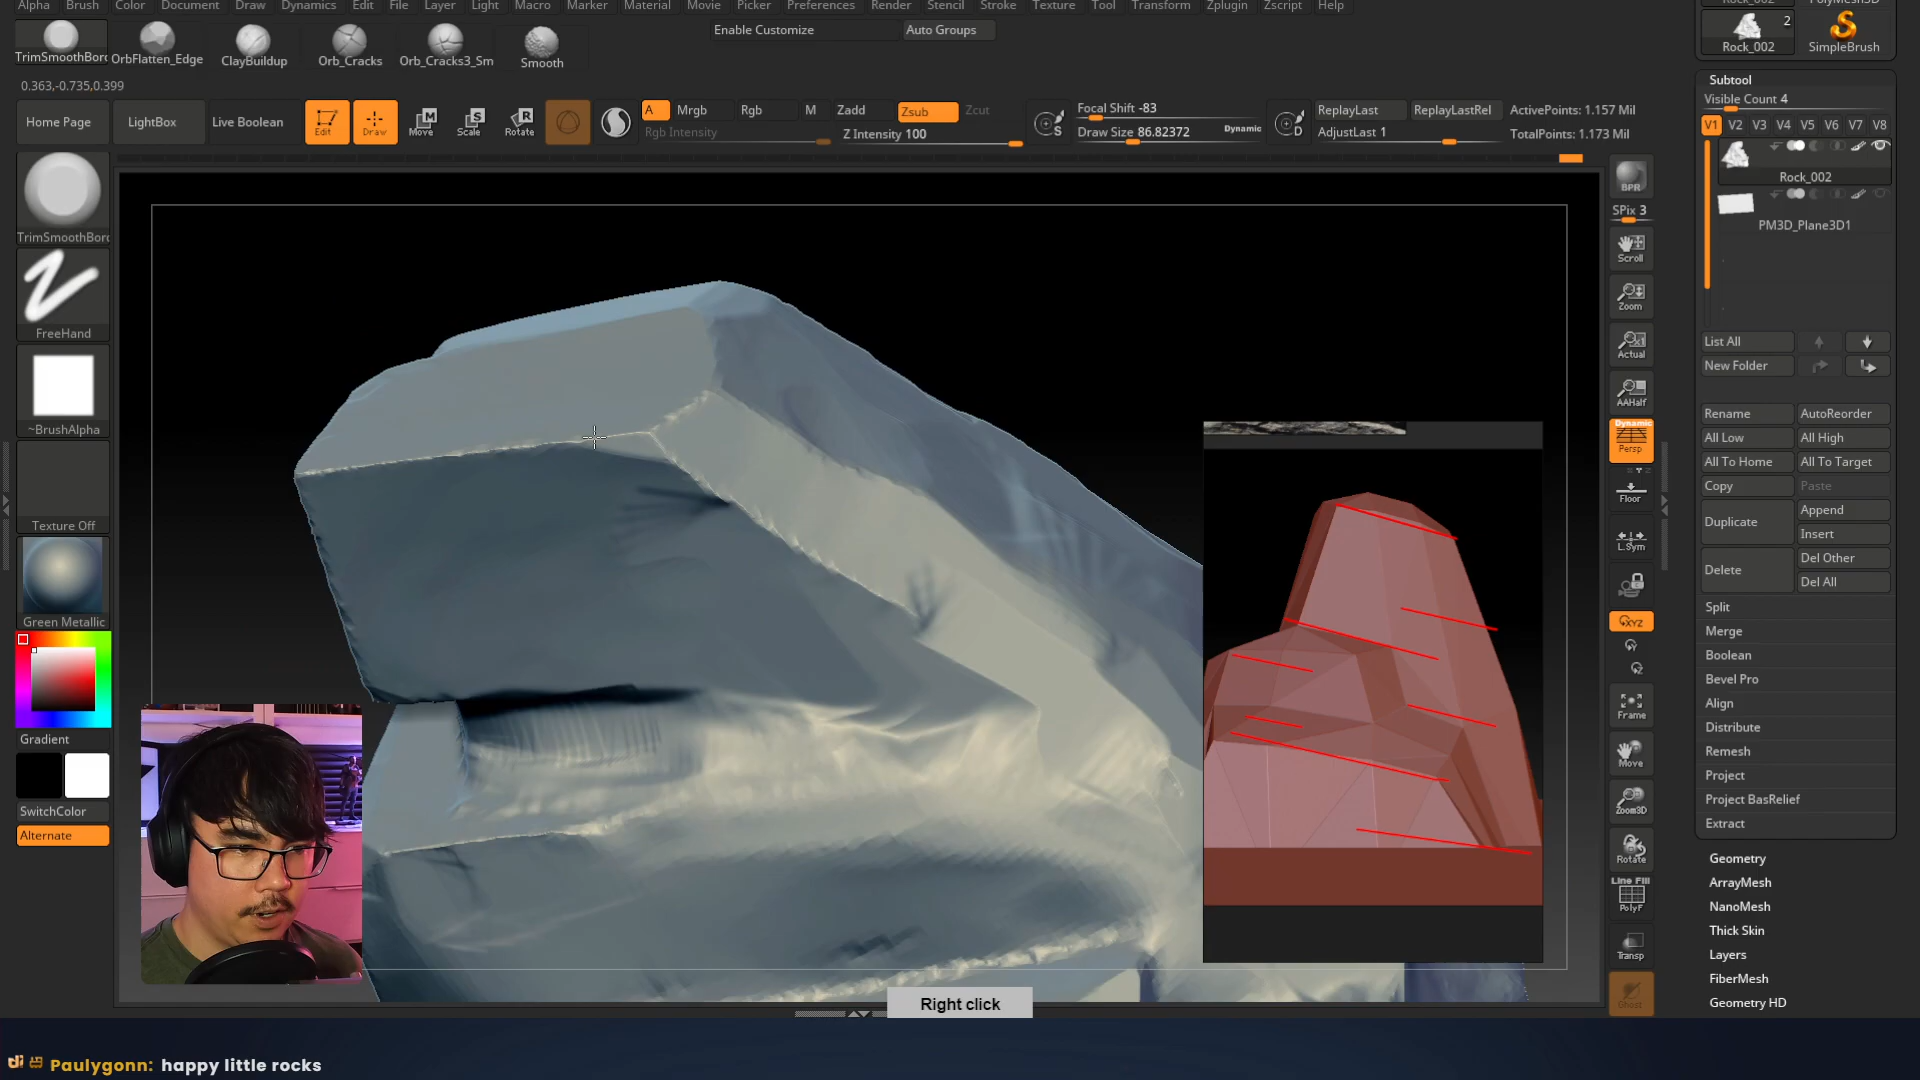 Alpha Brush Color Document Draw Dynamics Edit File Layer Light Macro Marker Material Movie Picker Preferences Render Stencil Stroke Texture Tool Transform Zplugin Zscript Help
Enable Customize Auto Groups
TrimSmoothBord OrbFlatten_Edge ClayBuildup Orb_Cracks Orb_Cracks3_Sm Smooth
0.363,-0.735,0.399
Home Page LightBox Live Boolean Edit Draw Move Scale Rotate
A Mrgb Rgb M Zadd Zsub Zcut
Rgb Intensity Z Intensity 100
Focal Shift -83
Draw Size 86.82372 Dynamic
ReplayLast ReplayLastRel
AdjustLast 1
ActivePoints: 1.157 Mil
TotalPoints: 1.173 Mil
TrimSmoothBord
FreeHand
~BrushAlpha
Texture Off
Green Metallic
Gradient
SwitchColor
Alternate
BPR
SPix 3
Scroll
Zoom
Actual
AAHalf
Dynamic
Persp
Floor
L.Sym
XYZ
Frame
Move
Zoom3D
Rotate
Line Fill
PolyF
Transp
Ghost
Rock_002 PolyMesh3D
2
Rock_002 SimpleBrush
Subtool
Visible Count 4
V1 V2 V3 V4 V5 V6 V7 V8
Rock_002
PM3D_Plane3D1
List All
New Folder
Rename AutoReorder
All Low All High
All To Home All To Target
Copy Paste
Duplicate Append
Insert
Delete Del Other
Del All
Split
Merge
Boolean
Bevel Pro
Align
Distribute
Remesh
Project
Project BasRelief
Extract
Geometry
ArrayMesh
NanoMesh
Thick Skin
Layers
FiberMesh
Geometry HD
Right click
Paulygonn: happy little rocks